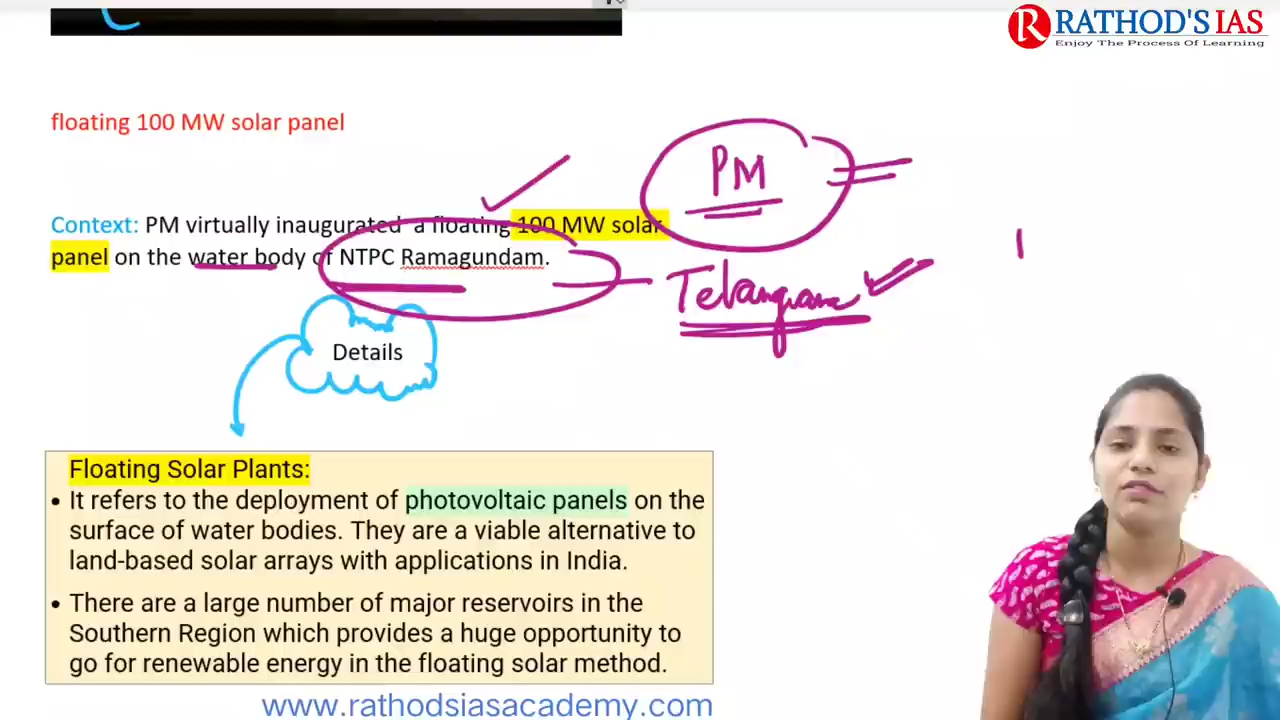 RATHOD'S IAS
Enjoy The Process Of Learning
floating 100 MW solar panel
PM
Context: PM virtually inaugurated a floating 100 MW solar
panel on the water body of NTPC Ramagundam.
Telangana
Details
Floating Solar Plants:
• It refers to the deployment of photovoltaic panels on the
surface of water bodies. They are a viable alternative to
land-based solar arrays with applications in India.
• There are a large number of major reservoirs in the
Southern Region which provides a huge opportunity to
go for renewable energy in the floating solar method.
www.rathodsiasacademy.com